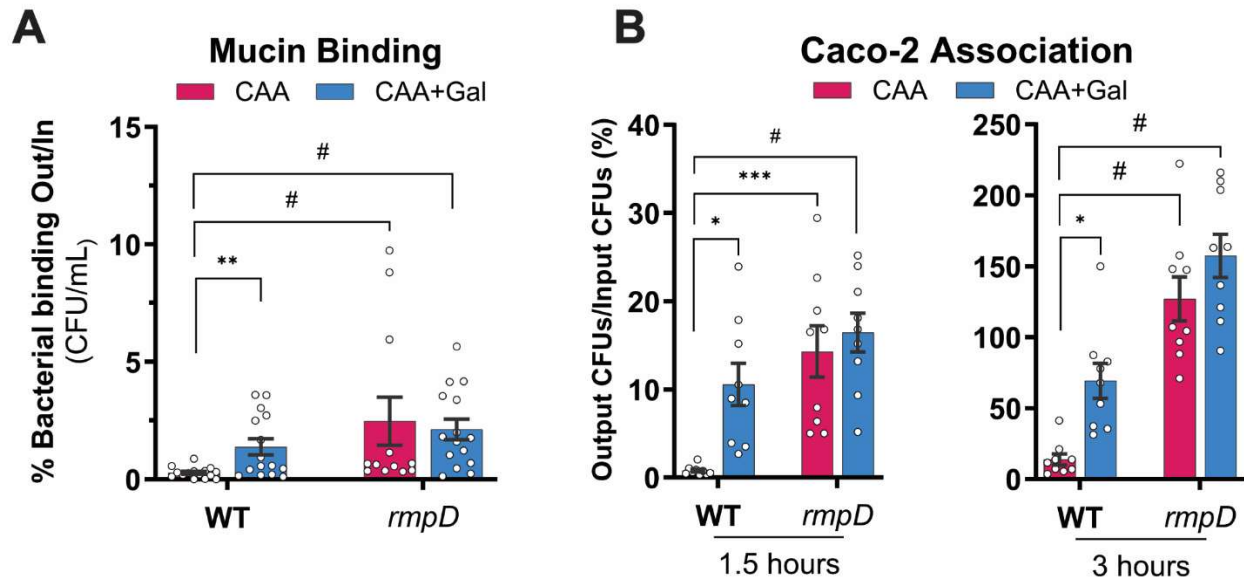 A
Mucin Binding
CAA CAA+Gal
% Bacterial binding Out/In
(CFU/mL)
15
10
5
0
#
#
**
WT rmpD
B
Caco-2 Association
CAA CAA+Gal
Output CFUs/Input CFUs (%)
40
30
20
10
0
#
***
*
WT rmpD
1.5 hours
250
200
150
100
50
0
#
#
*
WT rmpD
3 hours